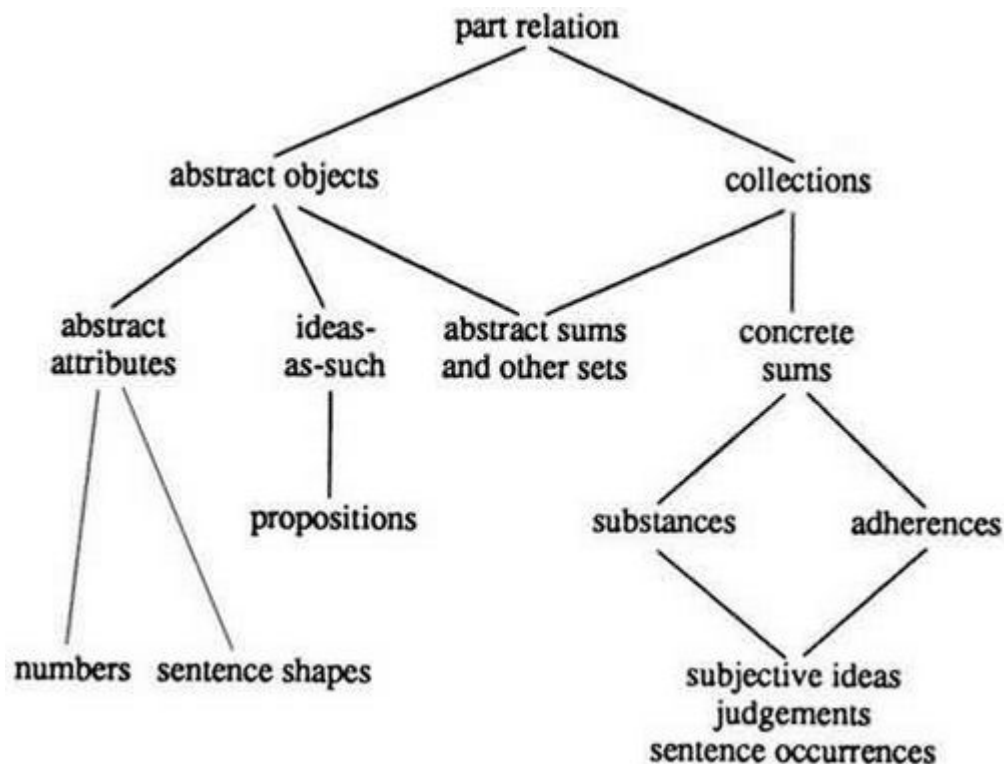 part relation
abstract objects
collections
abstract
attributes
ideas-
as-such
abstract sums
and other sets
concrete
sums
propositions
substances
adherences
numbers
sentence shapes
subjective ideas
judgements
sentence occurrences